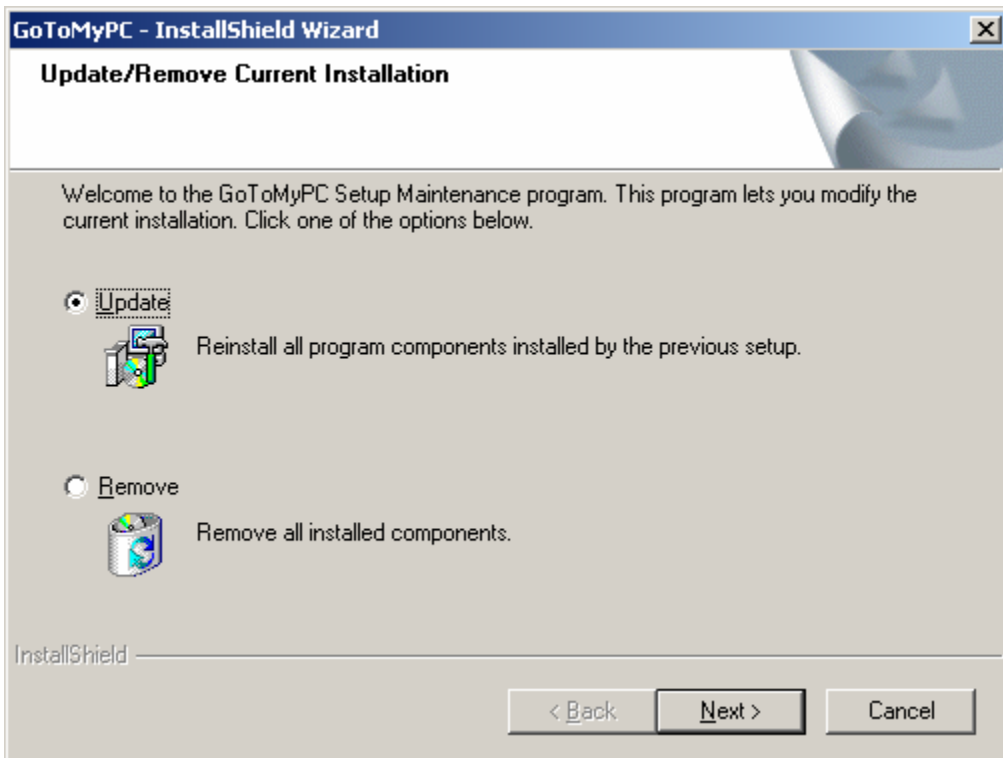 GoToMyPC - InstallShield Wizard
Update/Remove Current Installation
Welcome to the GoToMyPC Setup Maintenance program. This program lets you modify the
current installation. Click one of the options below.
Update
Reinstall all program components installed by the previous setup.
Remove
Remove all installed components.
InstallShield
< Back
Next >
Cancel